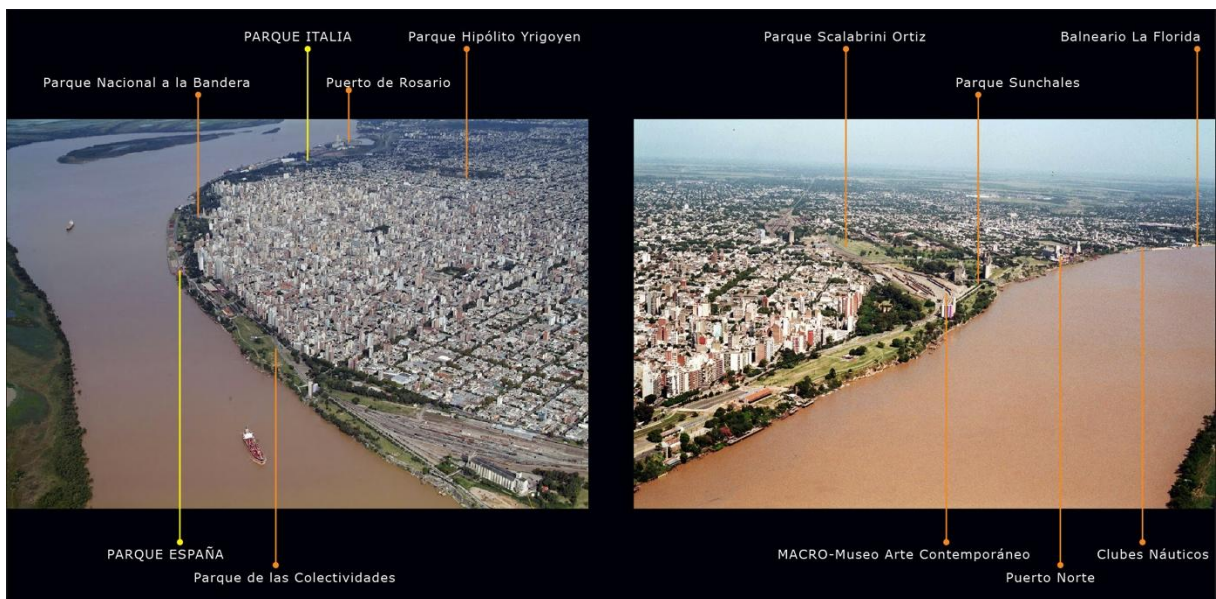 PARQUE ITALIA
Parque Hipólito Yrigoyen
Parque Scalabrini Ortiz
Balneario La Florida
Parque Nacional a la Bandera
Puerto de Rosario
Parque Sunchales
PARQUE ESPAÑA
MACRO-Museo Arte Contemporáneo
Clubes Náuticos
Parque de las Colectividades
Puerto Norte